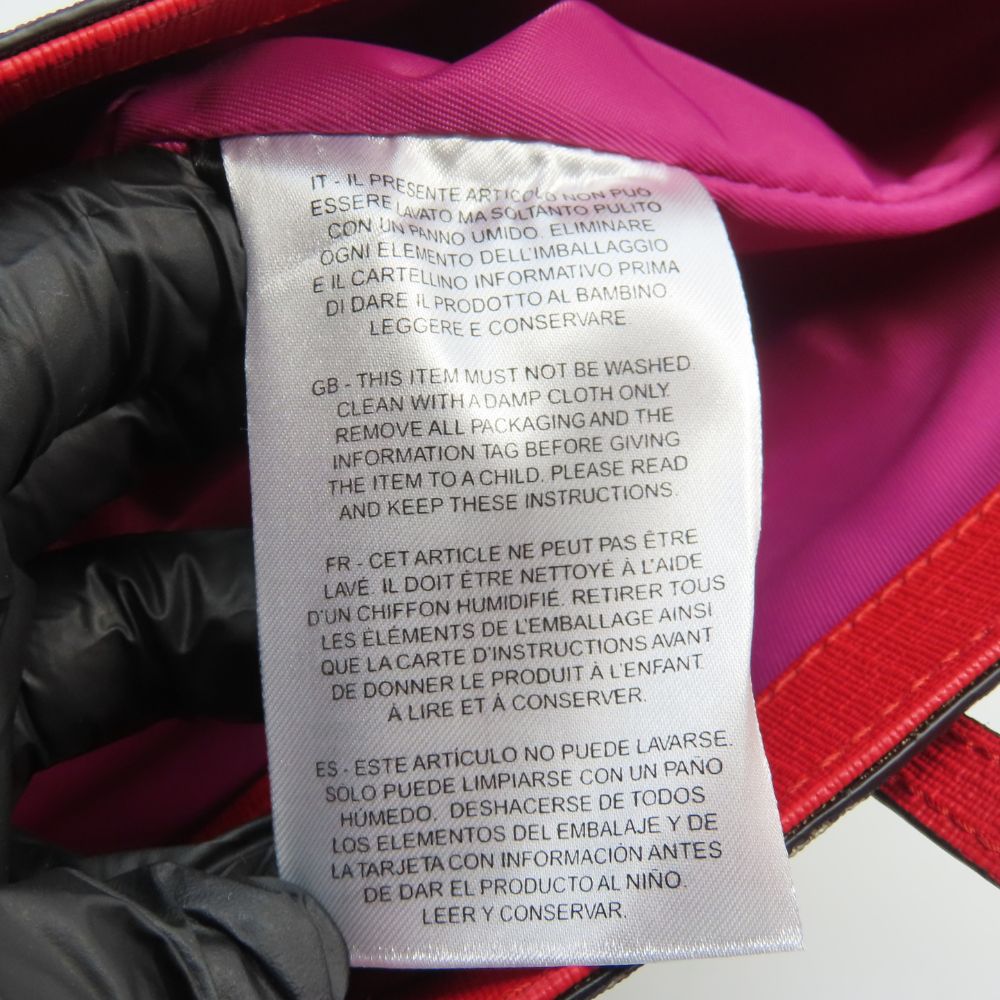 IT - IL PRESENTE ARTICOLO NON PUÒ
ESSERE LAVATO MA SOLTANTO PULITO
CON UN PANNO UMIDO. ELIMINARE
OGNI ELEMENTO DELL'IMBALLAGGIO
E IL CARTELLINO INFORMATIVO PRIMA
DI DARE IL PRODOTTO AL BAMBINO.
LEGGERE E CONSERVARE.
GB - THIS ITEM MUST NOT BE WASHED
CLEAN WITH A DAMP CLOTH ONLY.
REMOVE ALL PACKAGING AND THE
INFORMATION TAG BEFORE GIVING
THE ITEM TO A CHILD. PLEASE READ
AND KEEP THESE INSTRUCTIONS.
FR - CET ARTICLE NE PEUT PAS ÊTRE
LAVÉ. IL DOIT ÊTRE NETTOYÉ À L'AIDE
D'UN CHIFFON HUMIDIFIÉ. RETIRER TOUS
LES ÉLÉMENTS DE L'EMBALLAGE AINSI
QUE LA CARTE D'INSTRUCTIONS AVANT
DE DONNER LE PRODUIT À L'ENFANT.
À LIRE ET À CONSERVER.
ES - ESTE ARTÍCULO NO PUEDE LAVARSE.
SOLO PUEDE LIMPIARSE CON UN PAÑO
HÚMEDO. DESHACERSE DE TODOS
LOS ELEMENTOS DEL EMBALAJE Y DE
LA TARJETA CON INFORMACIÓN ANTES
DE DAR EL PRODUCTO AL NIÑO.
LEER Y CONSERVAR.